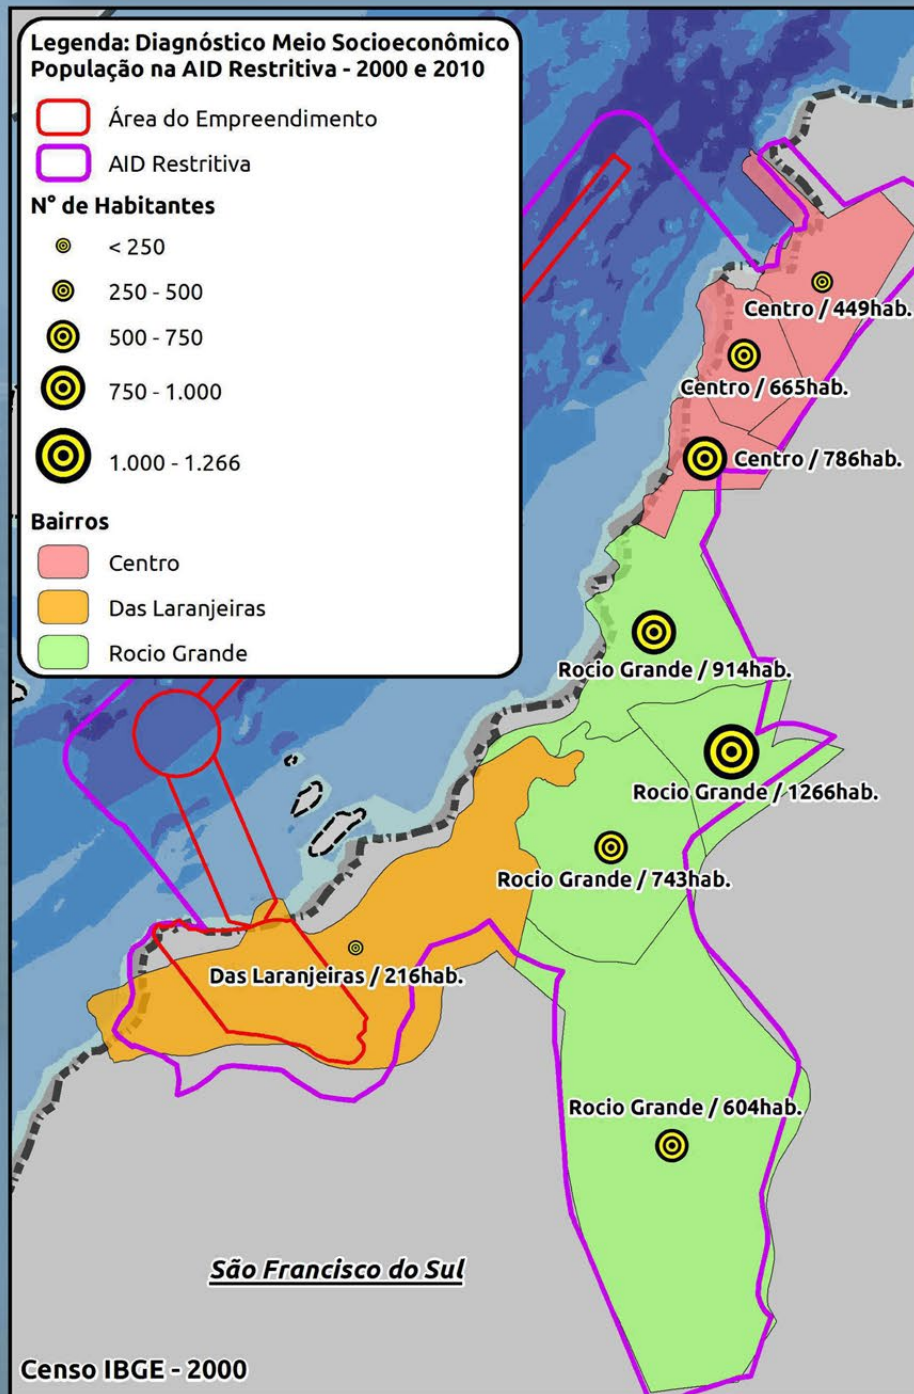 Legenda: Diagnóstico Meio Socioeconômico
População na AID Restritiva - 2000 e 2010
Área do Empreendimento
AID Restritiva
N° de Habitantes
< 250
250 - 500
500 - 750
750 - 1.000
1.000 - 1.266
Bairros
Centro
Das Laranjeiras
Rocio Grande
Centro / 449hab.
Centro / 665hab.
Centro / 786hab.
Rocio Grande / 914hab.
Rocio Grande / 1266hab.
Rocio Grande / 743hab.
Das Laranjeiras / 216hab.
Rocio Grande / 604hab.
São Francisco do Sul
Censo IBGE - 2000